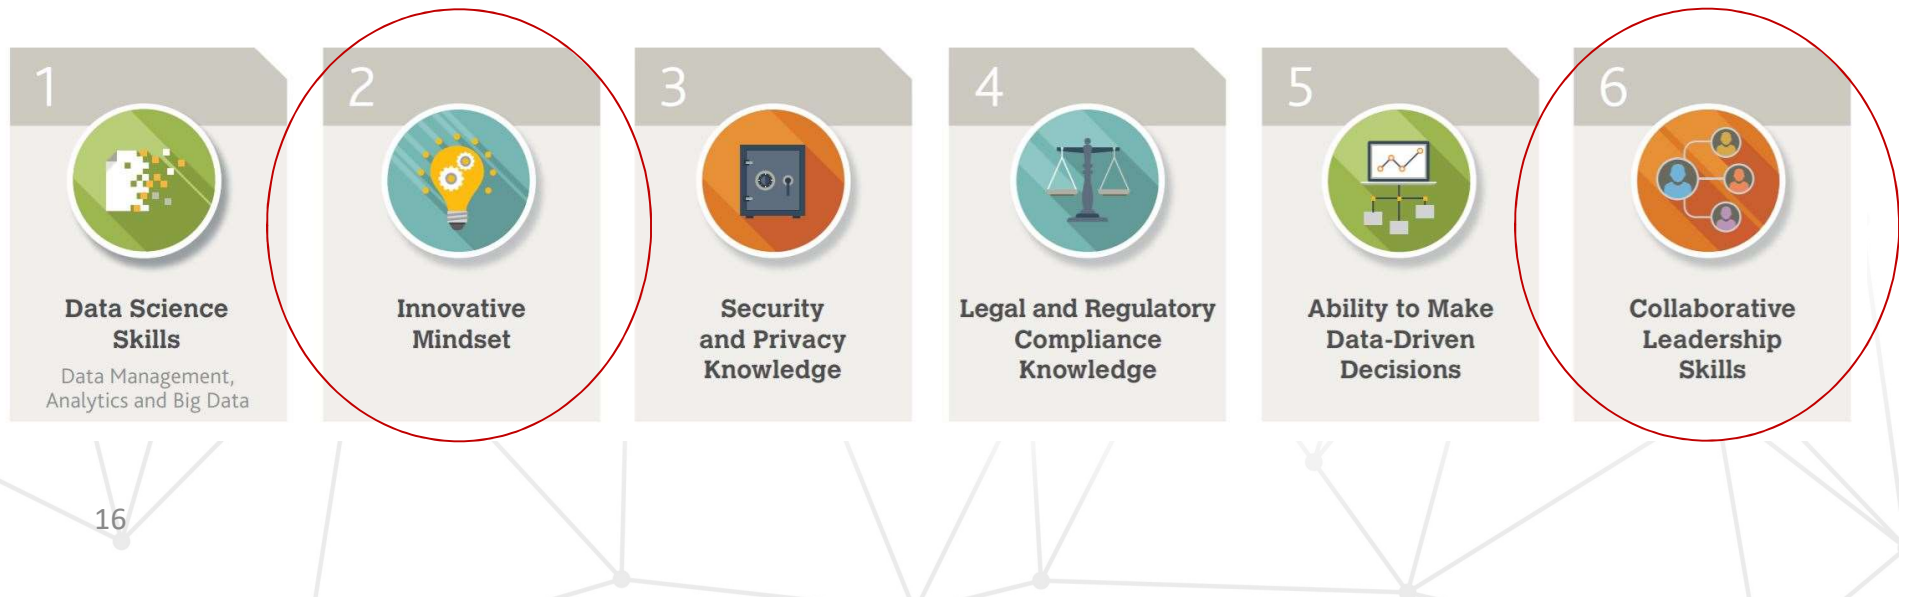 1
Data Science
Skills
Data Management,
Analytics and Big Data
2
Innovative
Mindset
3
Security
and Privacy
Knowledge
4
Legal and Regulatory
Compliance
Knowledge
5
Ability to Make
Data-Driven
Decisions
6
Collaborative
Leadership
Skills
16